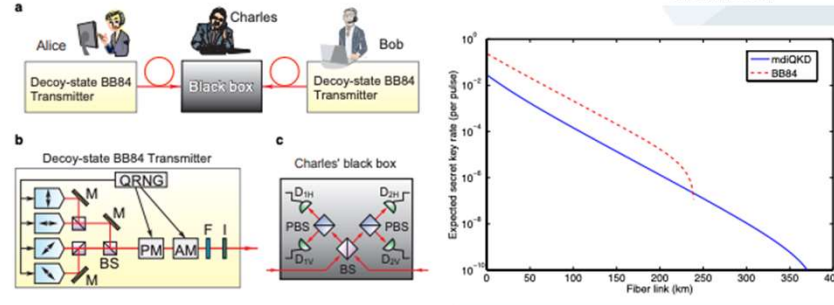 a
Alice
Charles
Bob
Decoy-state BB84
Transmitter
Black box
Decoy-state BB84
Transmitter
b
Decoy-state BB84 Transmitter
QRNG
M
M
M
BS
PM
AM
F
I
c
Charles' black box
D1H
D2H
PBS
PBS
D1V
BS
D2V
Expected secret key rate (per pulse)
10^0
10^-2
10^-4
10^-6
10^-8
10^-10
mdiQKD
BB84
0
50
100
150
200
250
300
350
Fiber link (km)